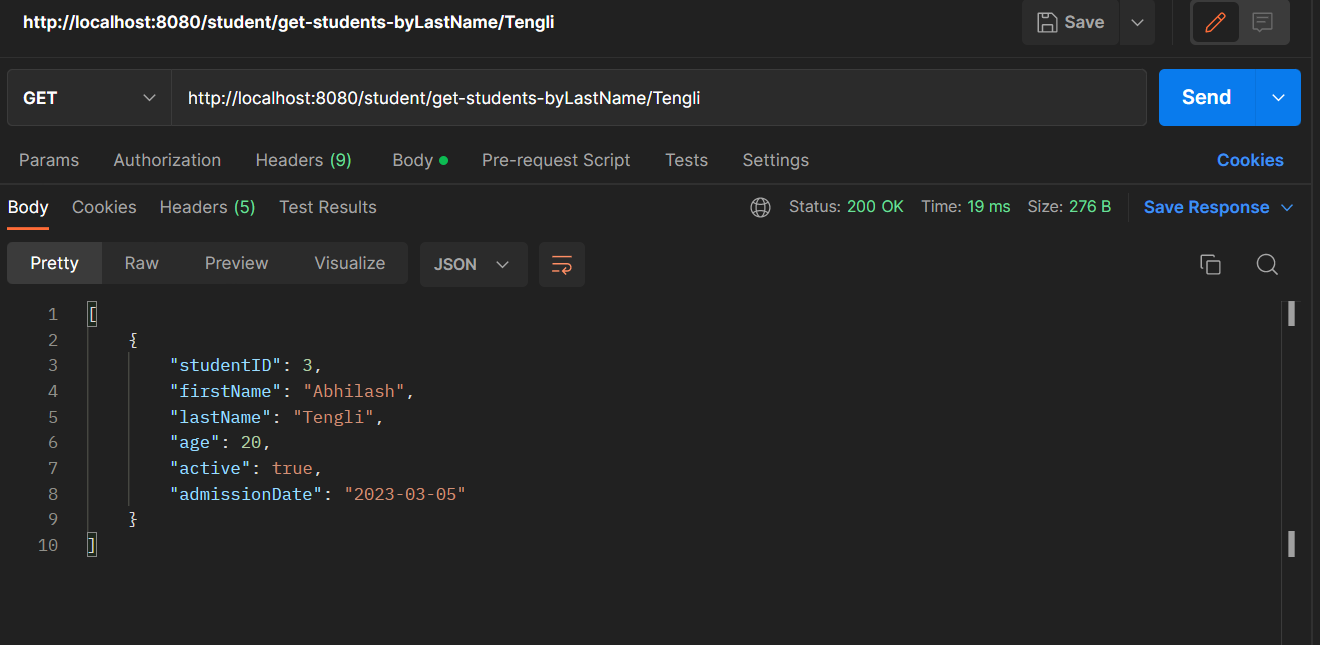 http://localhost:8080/student/get-students-byLastName/Tengli Save
GET http://localhost:8080/student/get-students-byLastName/Tengli Send
Params Authorization Headers (9) Body Pre-request Script Tests Settings Cookies
Body Cookies Headers (5) Test Results Status: 200 OK Time: 19 ms Size: 276 B Save Response
Pretty Raw Preview Visualize JSON
1 [
2 {
3 "studentID": 3,
4 "firstName": "Abhilash",
5 "lastName": "Tengli",
6 "age": 20,
7 "active": true,
8 "admissionDate": "2023-03-05"
9 }
10 ]